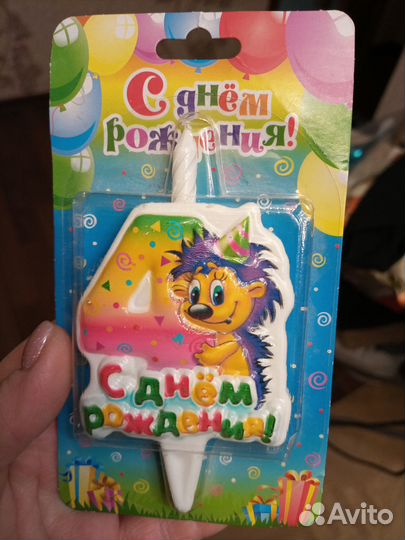 С днём
рождения!
4
С ДНЁМ
рождения!
Avito